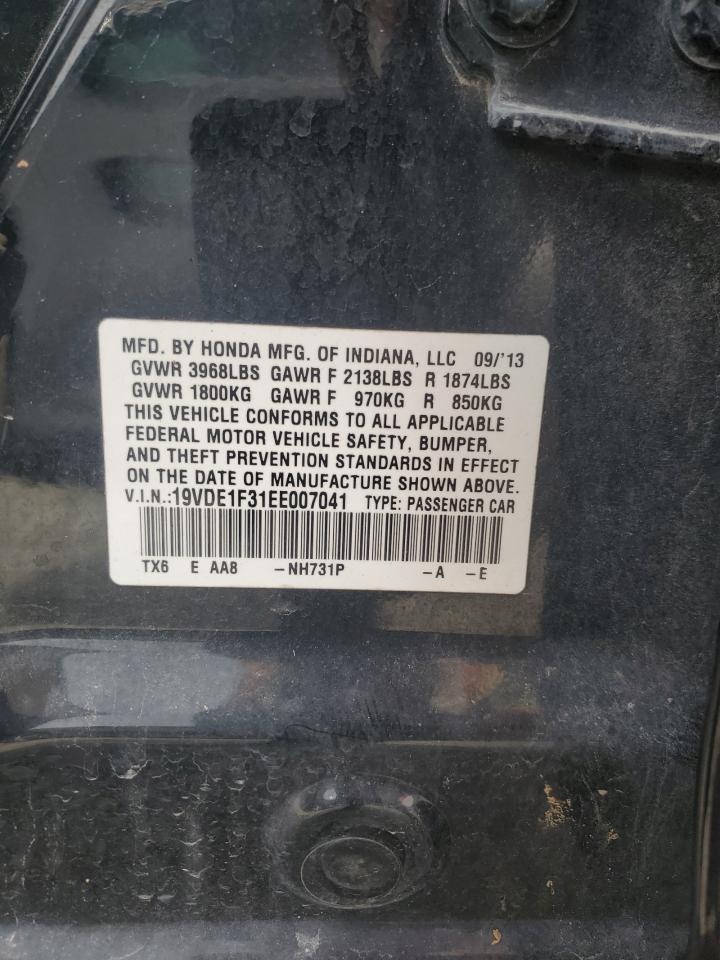 MFD. BY HONDA MFG. OF INDIANA, LLC 09/'13
GVWR 3968LBS GAWR F 2138LBS R 1874LBS
GVWR 1800KG GAWR F 970KG R 850KG
THIS VEHICLE CONFORMS TO ALL APPLICABLE
FEDERAL MOTOR VEHICLE SAFETY, BUMPER,
AND THEFT PREVENTION STANDARDS IN EFFECT
ON THE DATE OF MANUFACTURE SHOWN ABOVE.
V.I.N.:19VDE1F31EE007041 TYPE: PASSENGER CAR
TX6 E AA8 -NH731P -A -E